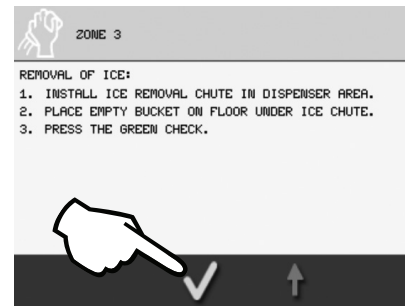 ZONE 3
REMOVAL OF ICE:
1. INSTALL ICE REMOVAL CHUTE IN DISPENSER AREA.
2. PLACE EMPTY BUCKET ON FLOOR UNDER ICE CHUTE.
3. PRESS THE GREEN CHECK.